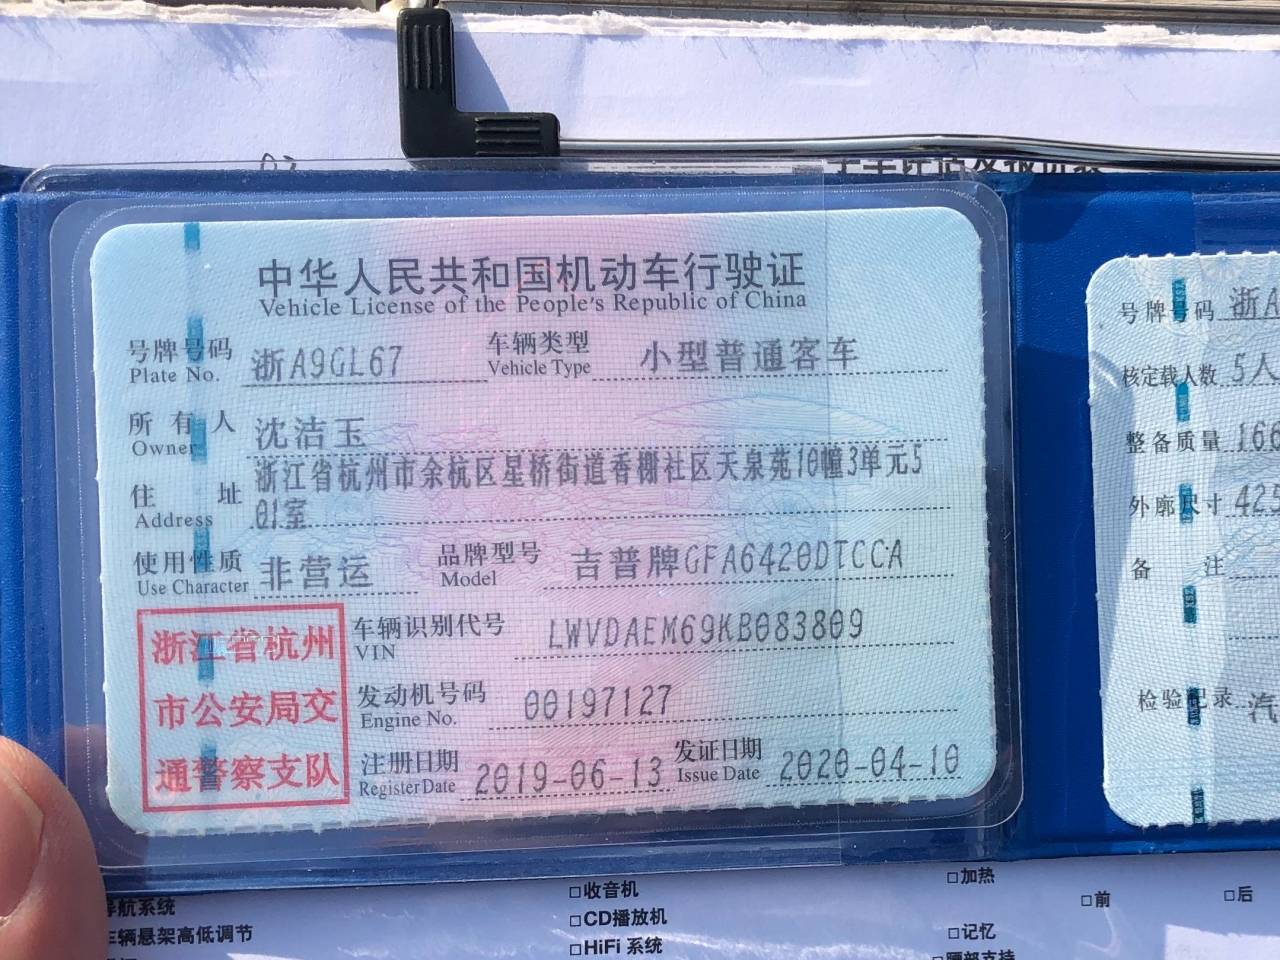 中华人民共和国机动车行驶证
Vehicle License of the People's Republic of China
号牌号码 浙A9GL67 车辆类型 小型普通客车
Plate No. Vehicle Type
所有人 沈洁玉
Owner
住址 浙江省杭州市余杭区星桥街道香棚社区天泉苑10幢3单元5
Address 01室
使用性质 非营运 品牌型号 吉普牌GFA6420DTCCA
Use Character Model
浙江省杭州
市公安局交
通警察支队
车辆识别代号 LWVDAEM69KB083809
VIN
发动机号码 00197127
Engine No.
注册日期 2019-06-13 发证日期 2020-04-10
Register Date Issue Date
号牌号码 浙A
核定载人数 5人
整备质量 166
外廓尺寸 425
备注
检验记录 汽
导航系统
车辆悬架高低调节
□收音机
□CD播放机
□HiFi 系统
□加热
□记忆
□腰部支持
□前
□后